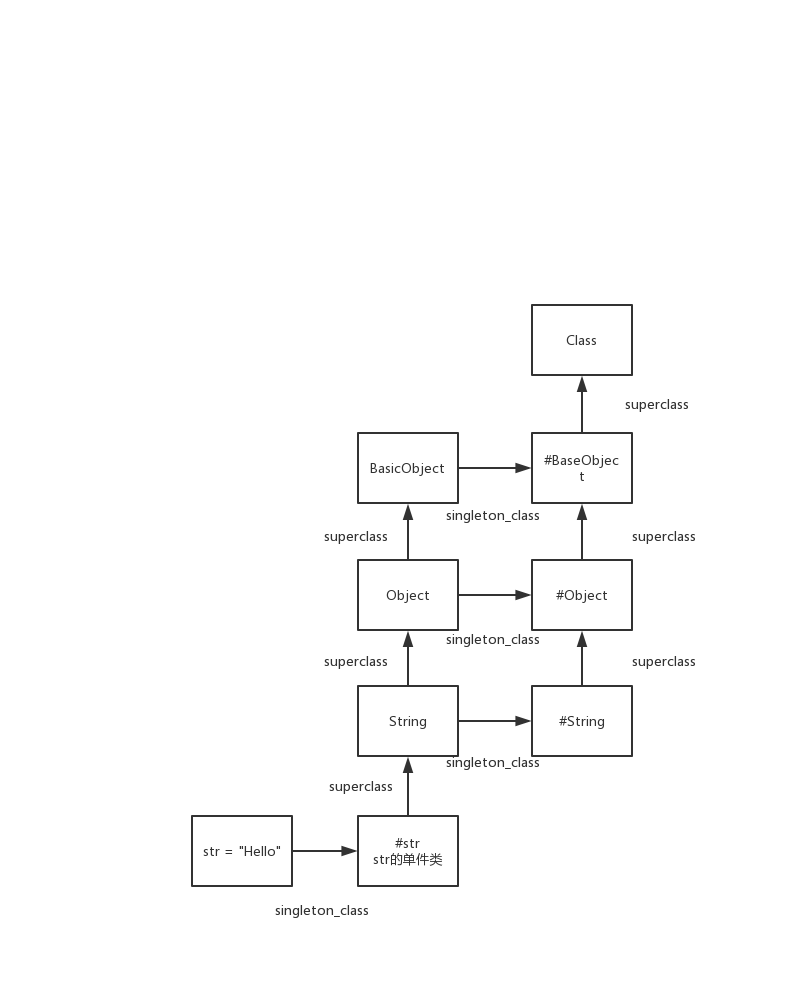 Class
superclass
BasicObject
#BaseObjec
t
singleton_class
superclass
superclass
Object
#Object
singleton_class
superclass
superclass
String
#String
singleton_class
superclass
str = "Hello"
#str
str的单件类
singleton_class